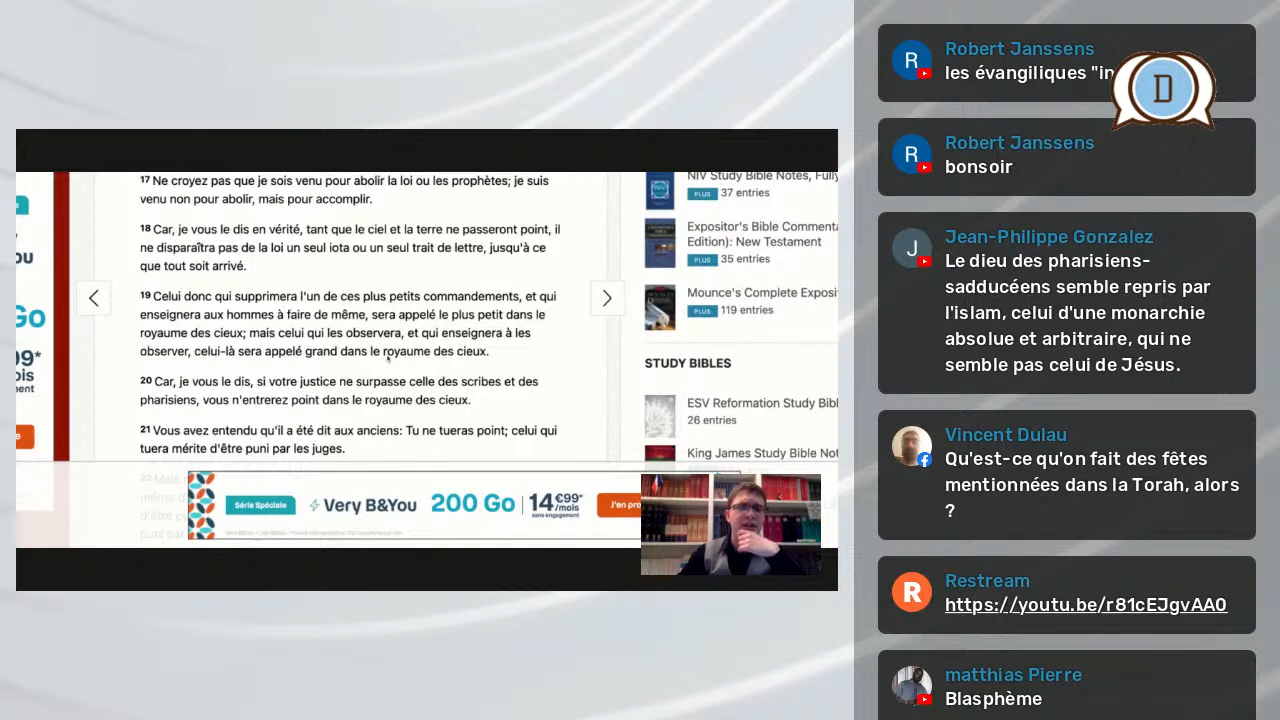 17 Ne croyez pas que je sois venu pour abolir la loi ou les prophètes; je suis
venu non pour abolir, mais pour accomplir.
18 Car, je vous le dis en vérité, tant que le ciel et la terre ne passeront point, il
ne disparaîtra pas de la loi un seul iota ou un seul trait de lettre, jusqu'à ce
que tout soit arrivé.
19 Celui donc qui supprimera l'un de ces plus petits commandements, et qui
enseignera aux hommes à faire de même, sera appelé le plus petit dans le
royaume des cieux; mais celui qui les observera, et qui enseignera à les
observer, celui-là sera appelé grand dans le royaume des cieux.
20 Car, je vous le dis, si votre justice ne surpasse celle des scribes et des
pharisiens, vous n'entrerez point dans le royaume des cieux.
21 Vous avez entendu qu'il a été dit aux anciens: Tu ne tueras point; celui qui
tuera mérite d'être puni par les juges.
22 Mais
même d
d'être p
puni par
Go
99*
Série Spéciale
Very B&YOU
200 Go
14€99*
/mois
sans engagement
J'en pro
NIV Study Bible Notes, Fully
PLUS 37 entries
Expositor's Bible Commenta
Edition): New Testament
PLUS 35 entries
Mounce's Complete Exposi
PLUS 119 entries
STUDY BIBLES
ESV Reformation Study Bib
26 entries
King James Study Bible Not
R
Robert Janssens
les évangiliques "in
D
R
Robert Janssens
bonsoir
J
Jean-Philippe Gonzalez
Le dieu des pharisiens-
sadducéens semble repris par
l'islam, celui d'une monarchie
absolue et arbitraire, qui ne
semble pas celui de Jésus.
Vincent Dulau
Qu'est-ce qu'on fait des fêtes
mentionnées dans la Torah, alors
?
R
Restream
https://youtu.be/r81cEJgvAA0
matthias Pierre
Blasphème